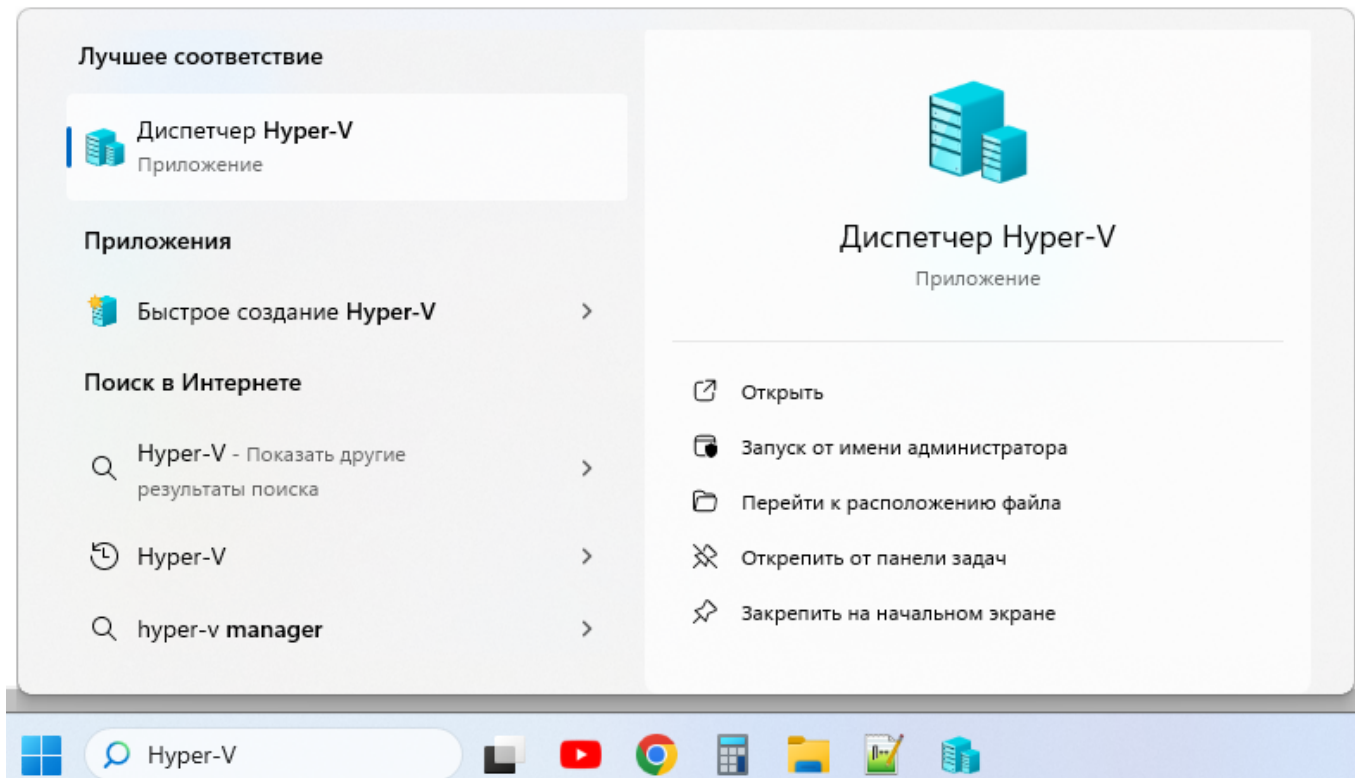 Лучшее соответствие
Диспетчер Hyper-V
Приложение
Приложения
Быстрое создание Hyper-V
Поиск в Интернете
Hyper-V - Показать другие
результаты поиска
Hyper-V
hyper-v manager
Диспетчер Hyper-V
Приложение
Открыть
Запуск от имени администратора
Перейти к расположению файла
Открепить от панели задач
Закрепить на начальном экране
Hyper-V